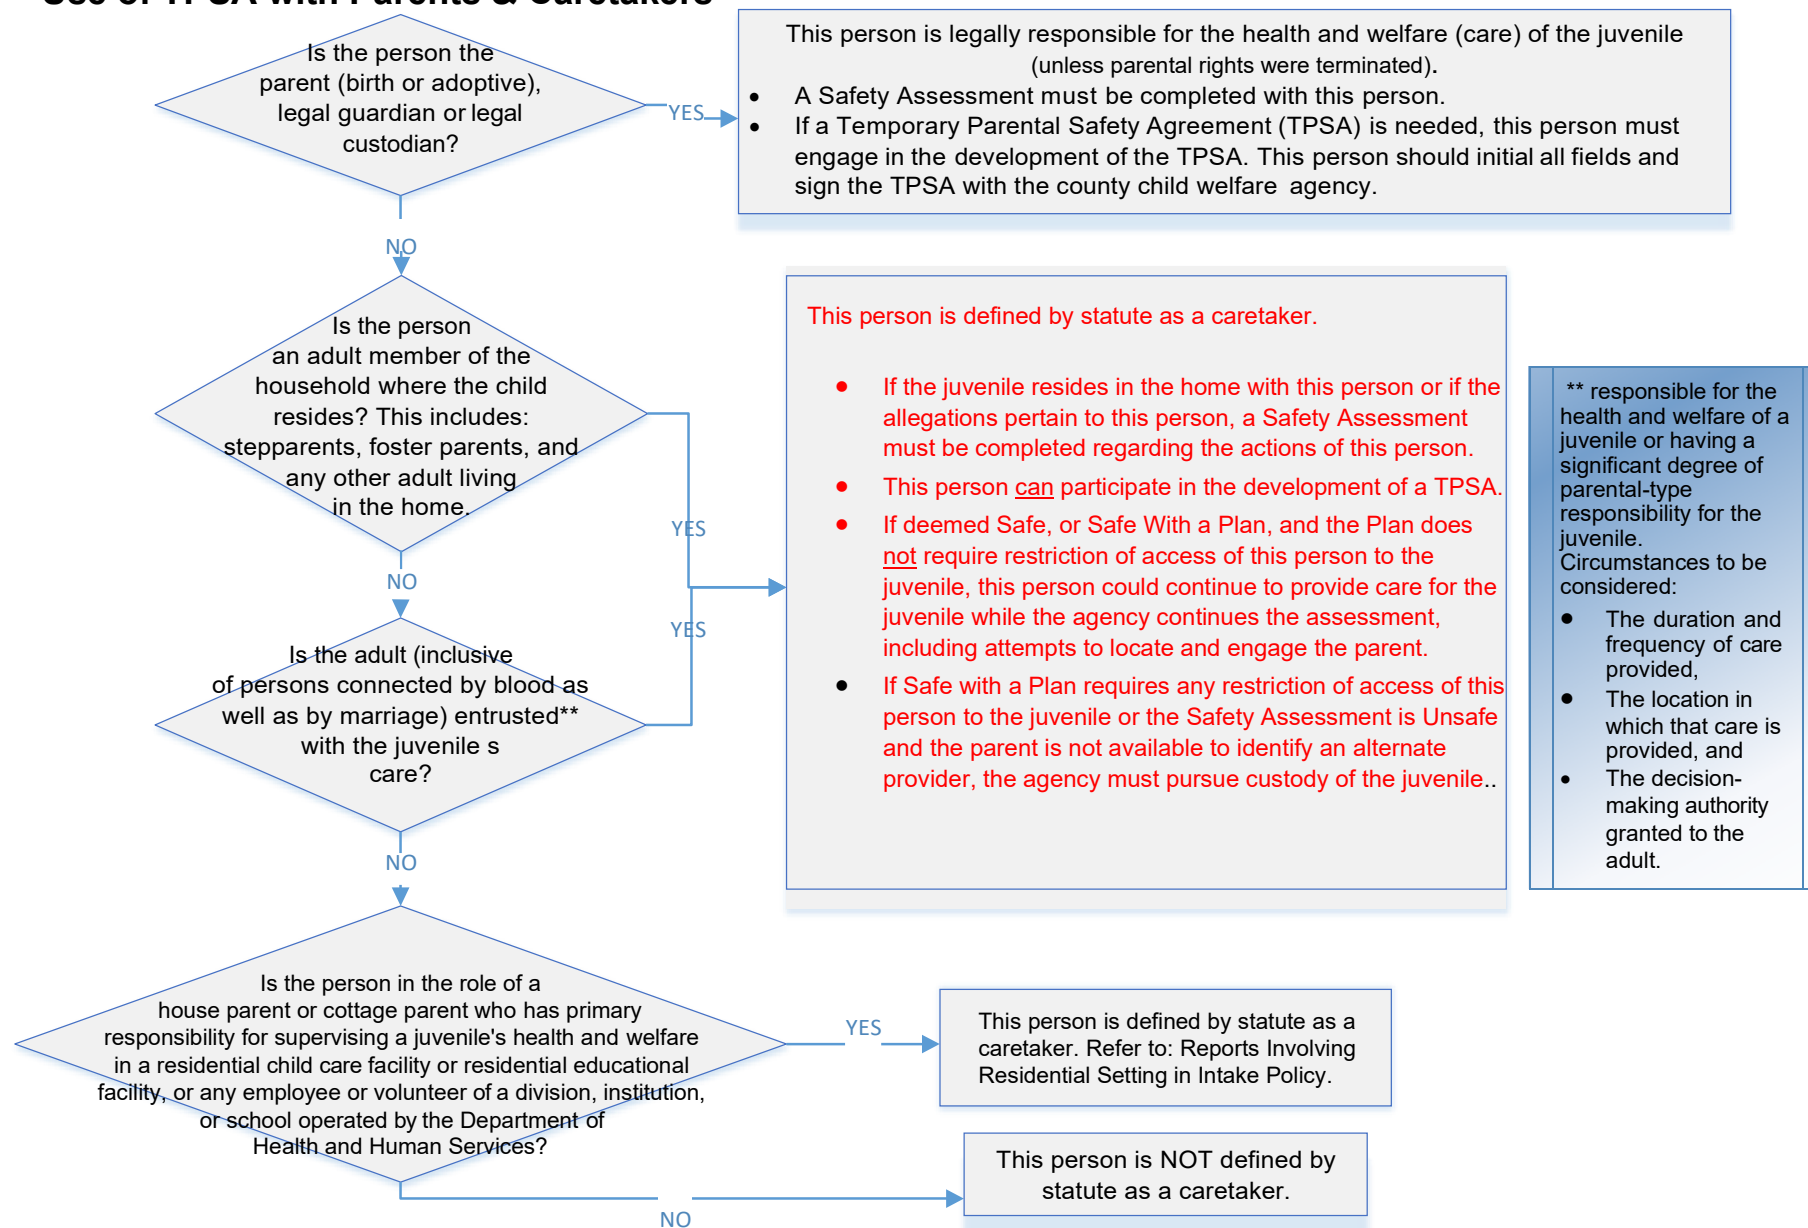 Use of TPSA with Parents & Caretakers
Is the person the
parent (birth or adoptive),
legal guardian or legal
custodian?
YES
This person is legally responsible for the health and welfare (care) of the juvenile
(unless parental rights were terminated).
• A Safety Assessment must be completed with this person.
• If a Temporary Parental Safety Agreement (TPSA) is needed, this person must
engage in the development of the TPSA. This person should initial all fields and
sign the TPSA with the county child welfare agency.
NO
Is the person
an adult member of the
household where the child
resides? This includes:
stepparents, foster parents, and
any other adult living
in the home.
YES
NO
Is the adult (inclusive
of persons connected by blood as
well as by marriage) entrusted**
with the juvenile s
care?
YES
This person is defined by statute as a caretaker.
• If the juvenile resides in the home with this person or if the
allegations pertain to this person, a Safety Assessment
must be completed regarding the actions of this person.
• This person can participate in the development of a TPSA.
• If deemed Safe, or Safe With a Plan, and the Plan does
not require restriction of access of this person to the
juvenile, this person could continue to provide care for the
juvenile while the agency continues the assessment,
including attempts to locate and engage the parent.
• If Safe with a Plan requires any restriction of access of this
person to the juvenile or the Safety Assessment is Unsafe
and the parent is not available to identify an alternate
provider, the agency must pursue custody of the juvenile..
** responsible for the
health and welfare of a
juvenile or having a
significant degree of
parental-type
responsibility for the
juvenile.
Circumstances to be
considered:
• The duration and
frequency of care
provided,
• The location in
which that care is
provided, and
• The decision-
making authority
granted to the
adult.
NO
Is the person in the role of a
house parent or cottage parent who has primary
responsibility for supervising a juvenile's health and welfare
in a residential child care facility or residential educational
facility, or any employee or volunteer of a division, institution,
or school operated by the Department of
Health and Human Services?
YES
This person is defined by statute as a
caretaker. Refer to: Reports Involving
Residential Setting in Intake Policy.
NO
This person is NOT defined by
statute as a caretaker.